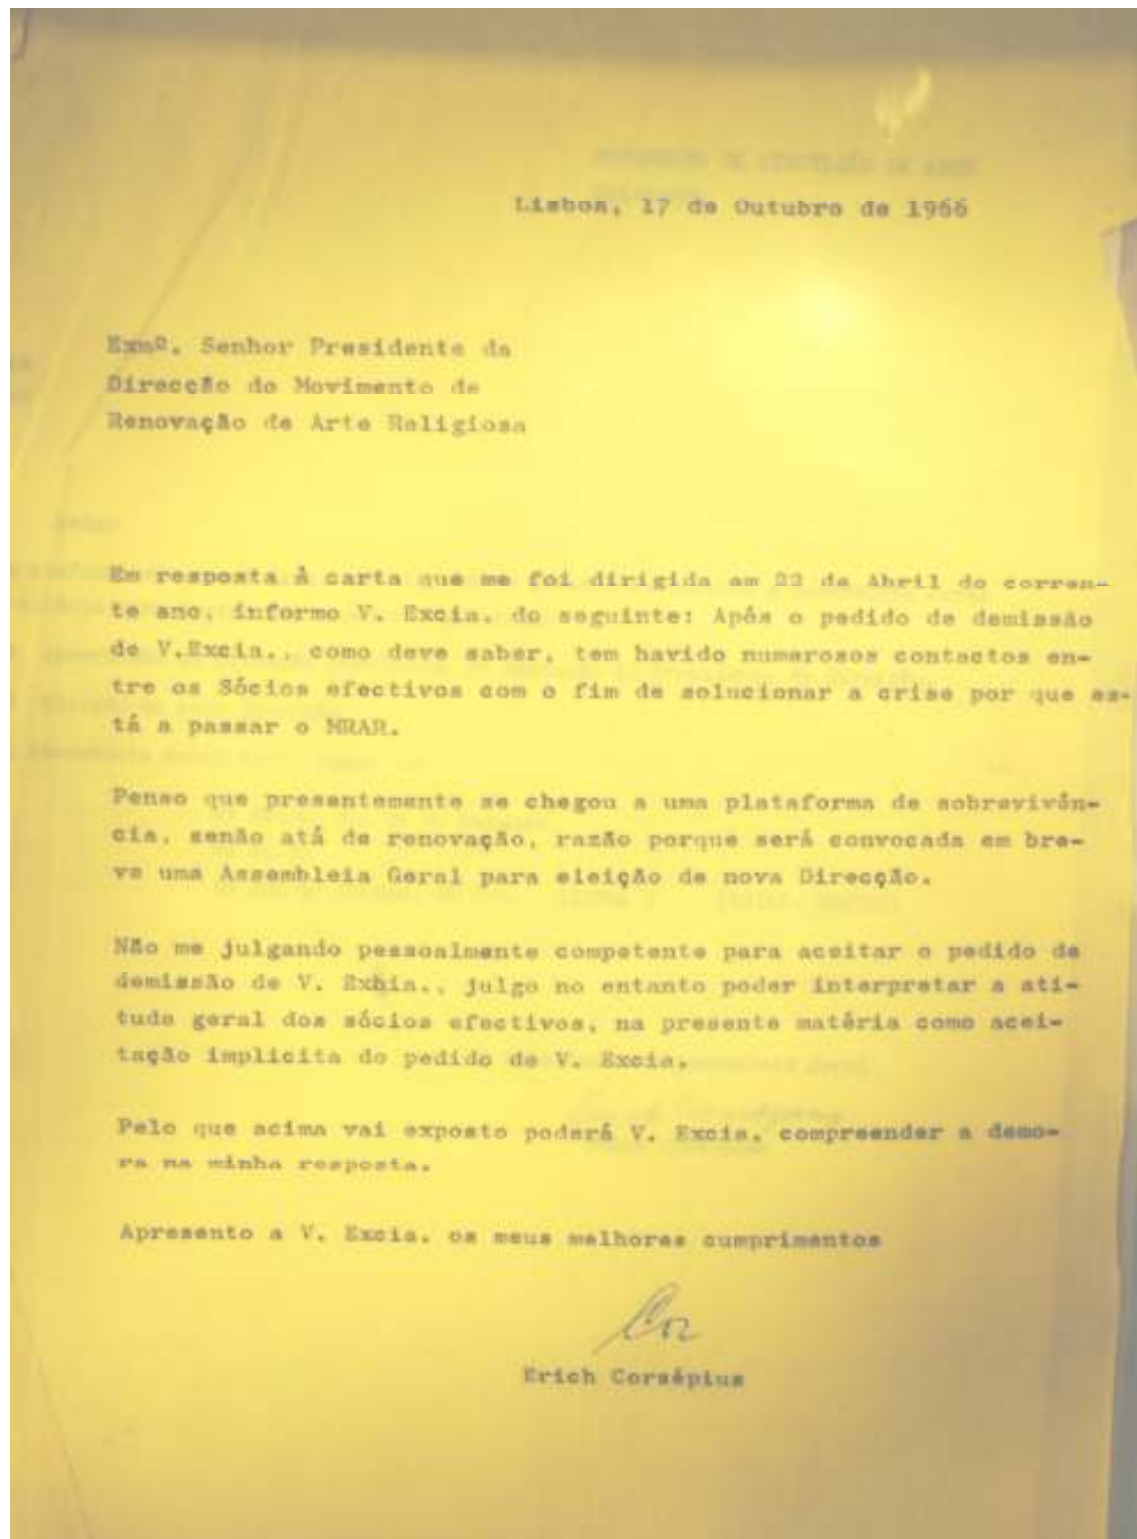 Lisboa, 17 de Outubro de 1966
Exmº. Senhor Presidente da
Direcção do Movimento de
Renovação de Arte Religiosa
Em resposta à carta que me foi dirigida em 22 de Abril do corren-
te ano, informo V. Excia. do seguinte: Após o pedido de demissão
de V.Excia., como deve saber, tem havido numerosos contactos en-
tre os Sócios efectivos com o fim de solucionar a crise por que es-
tá a passar o MRAR.
Penso que presentemente se chegou a uma plataforma de sobrevivên-
cia, senão até de renovação, razão porque será convocada em bre-
ve uma Assembleia Geral para eleição de nova Direcção.
Não me julgando pessoalmente competente para aceitar o pedido de
demissão de V. Exbia., julgo no entanto poder interpretar a ati-
tude geral dos sócios efectivos, na presente matéria como acei-
tação implicita do pedido de V. Excia.
Pelo que acima vai exposto poderá V. Excia. compreender a demo-
ra na minha resposta.
Apresento a V. Excia. os meus melhores cumprimentos
Cor
Erich Corsépius